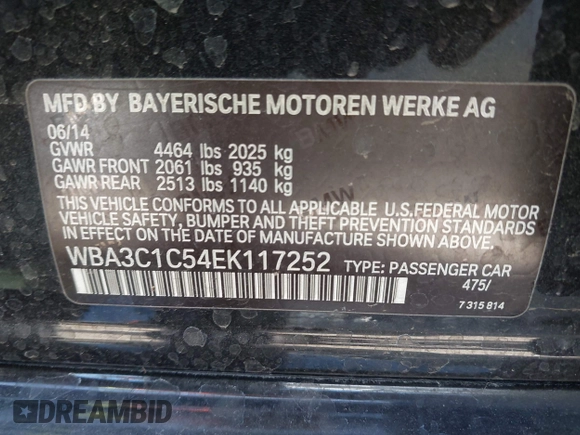 MFD BY BAYERISCHE MOTOREN WERKE AG
06/14
GVWR 4464 lbs 2025 kg
GAWR FRONT 2061 lbs 935 kg
GAWR REAR 2513 lbs 1140 kg
THIS VEHICLE CONFORMS TO ALL APPLICABLE U.S.FEDERAL MOTOR
VEHICLE SAFETY, BUMPER AND THEFT PREVENTION STANDARDS
IN EFFECT ON THE DATE OF MANUFACTURE SHOWN ABOVE.
WBA3C1C54EK117252 TYPE: PASSENGER CAR
475/
7 315 814
DREAMBID